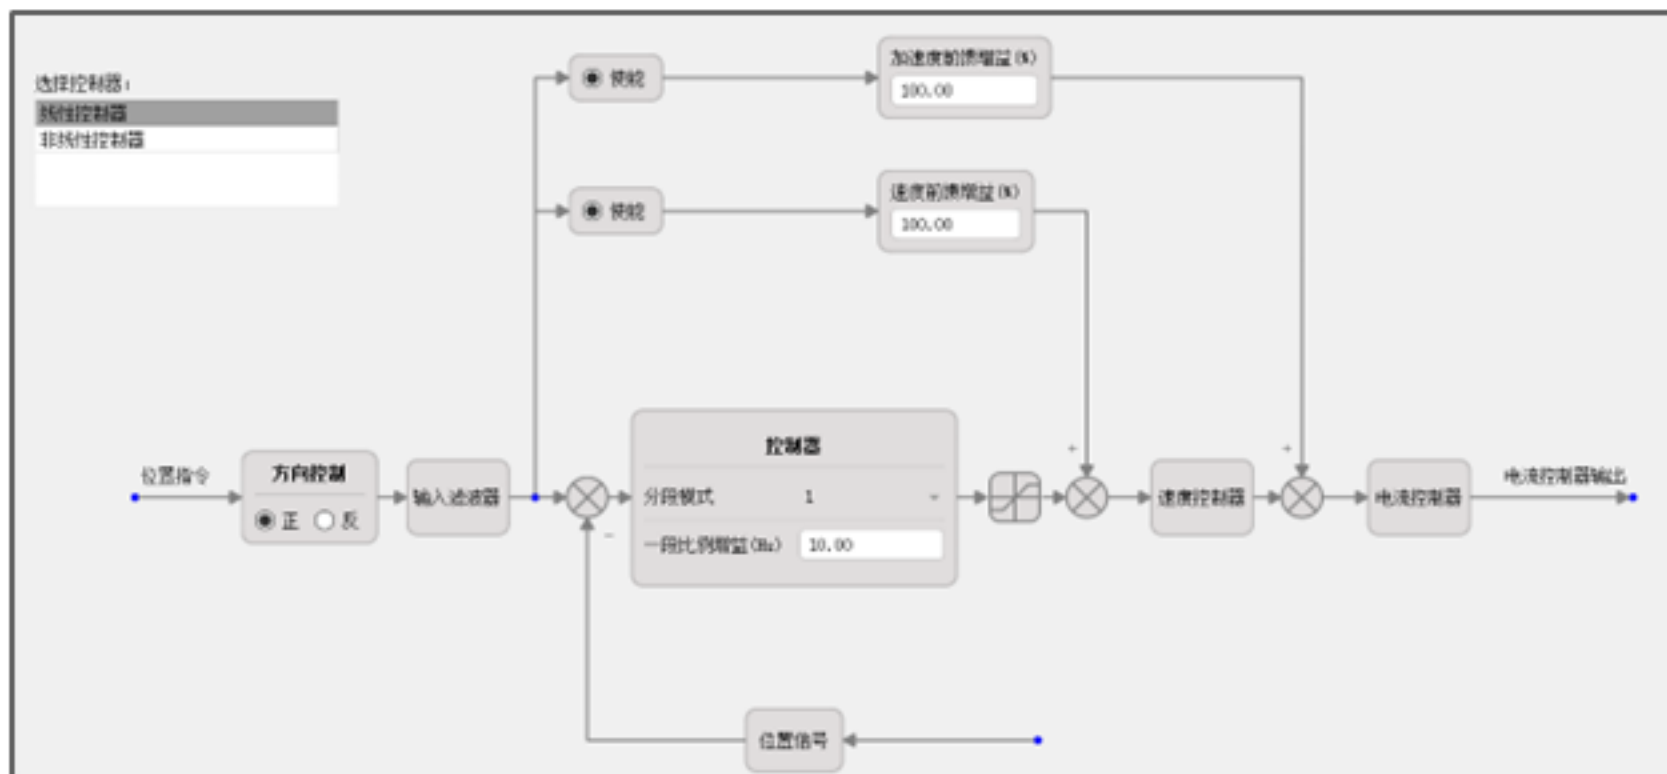 加速度前馈增益(%)
100.00
选择控制器:
线性控制器
非线性控制器
使能
速度前馈增益(%)
100.00
使能
控制器
位置指令
方向控制
正 反
输入滤波器
-
分段模式 1
一段比例增益(Hz) 10.00
+
速度控制器
+
电流控制器
电流控制器输出
位置信号